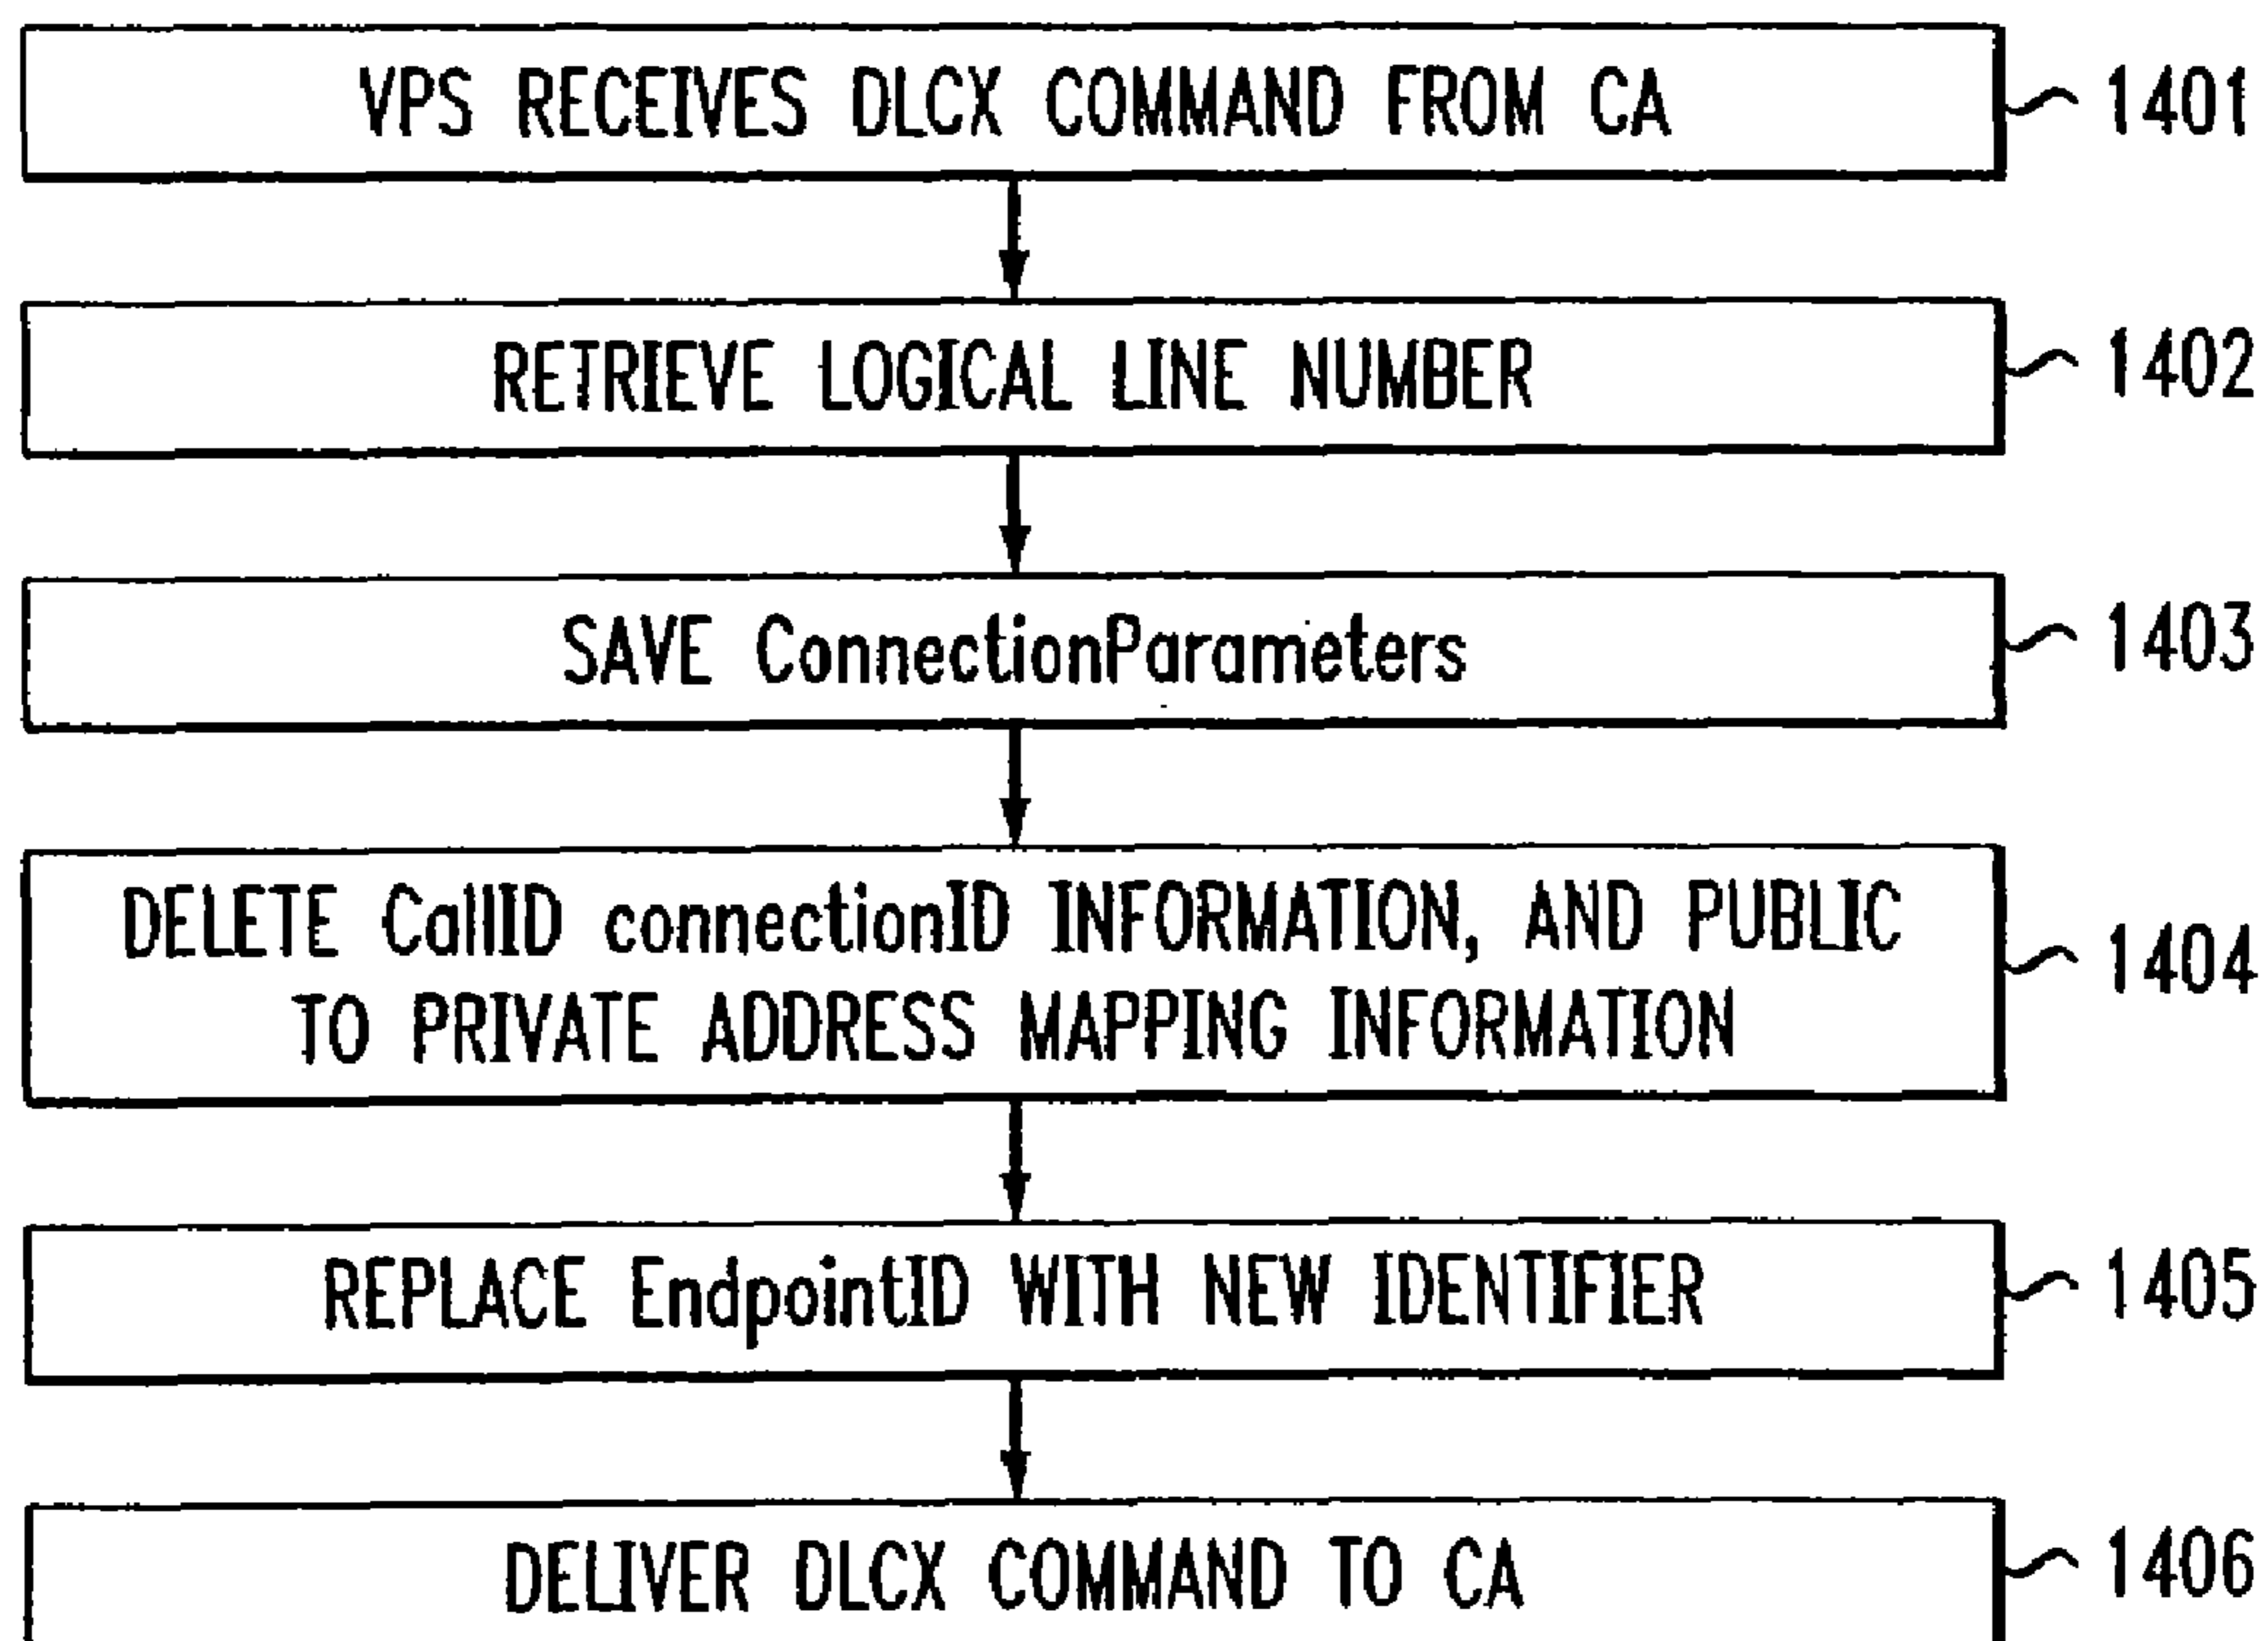 VPS RECEIVES DLCX COMMAND FROM CA
1401
RETRIEVE LOGICAL LINE NUMBER
1402
SAVE ConnectionParameters
1403
DELETE CallID connectionID INFORMATION, AND PUBLIC
TO PRIVATE ADDRESS MAPPING INFORMATION
1404
REPLACE EndpointID WITH NEW IDENTIFIER
1405
DELIVER DLCX COMMAND TO CA
1406